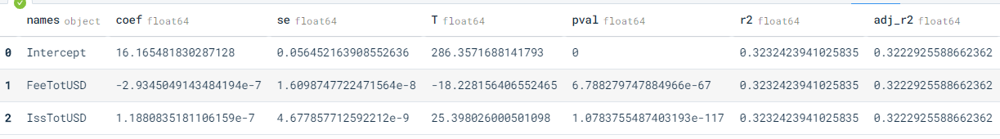 names object coef float64 se float64 T float64 pval float64 r2 float64 adj_r2 float64
0 Intercept 16.165481830287128 0.056452163908552636 286.3571688141793 0 0.3232423941025835 0.3222925588662362
1 FeeTotUSD -2.9345049143484194e-7 1.6098747722471564e-8 -18.228156406552465 6.788279747884966e-67 0.3232423941025835 0.3222925588662362
2 IssTotUSD 1.1880835181106159e-7 4.677857712592212e-9 25.398026000501098 1.0783755487403193e-117 0.3232423941025835 0.3222925588662362